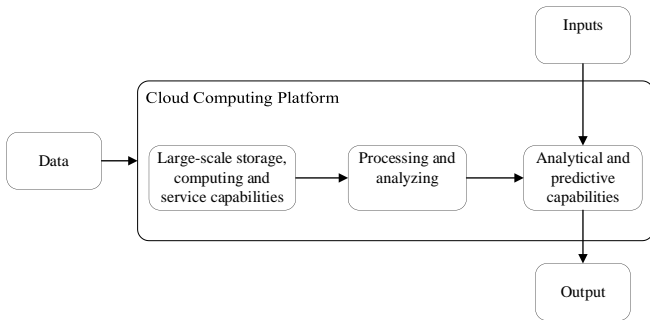 Inputs
Cloud Computing Platform
Data
Large-scale storage,
computing and
service capabilities
Processing and
analyzing
Analytical and
predictive
capabilities
Output